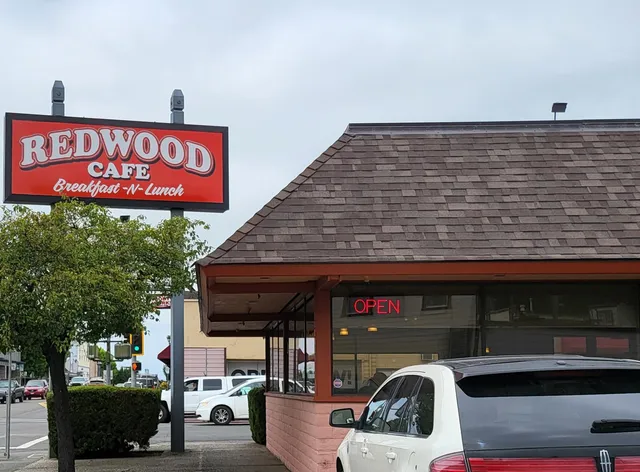 REDWOOD
CAFE
Breakfast -N- Lunch
OPEN